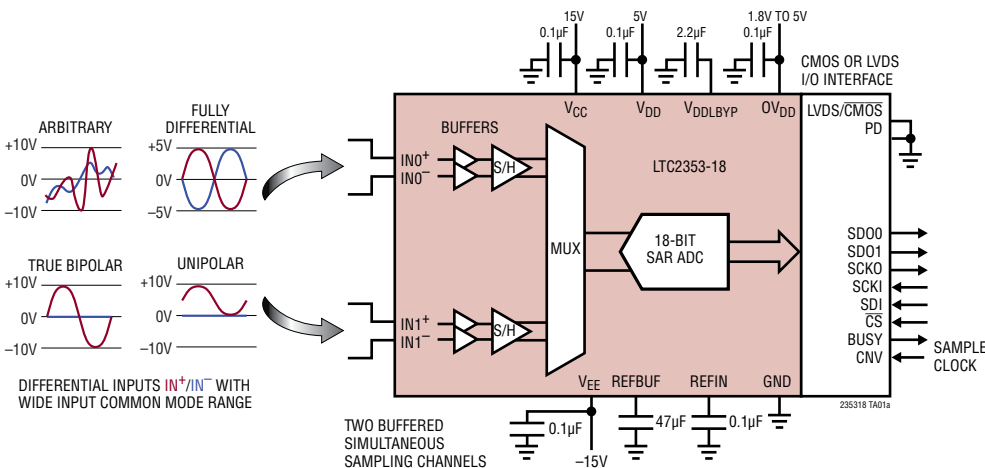 15V
5V
1.8V TO 5V
0.1µF
0.1µF
2.2µF
0.1µF
CMOS OR LVDS
I/O INTERFACE
VCC
VDD
VDDLBYP
OVDD
LVDS/CMOS
PD
ARBITRARY
+10V
0V
–10V
FULLY
DIFFERENTIAL
+5V
0V
–5V
BUFFERS
IN0+
IN0–
S/H
LTC2353-18
MUX
18-BIT
SAR ADC
TRUE BIPOLAR
+10V
0V
–10V
UNIPOLAR
+10V
0V
–10V
IN1+
IN1–
S/H
SDO0
SDO1
SCKO
SCKI
SDI
CS
BUSY
CNV
SAMPLE
CLOCK
DIFFERENTIAL INPUTS IN+/IN– WITH
WIDE INPUT COMMON MODE RANGE
VEE
REFBUF
REFIN
GND
235318 TA01a
TWO BUFFERED
SIMULTANEOUS
SAMPLING CHANNELS
0.1µF
–15V
47µF
0.1µF